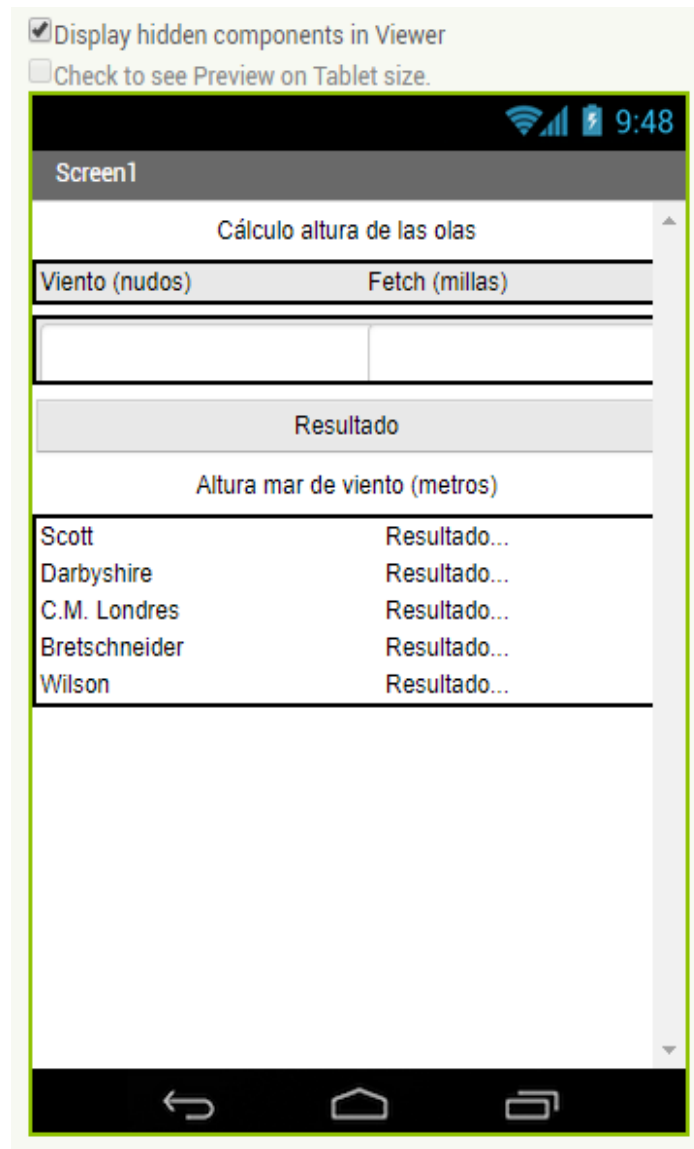 Display hidden components in Viewer
Check to see Preview on Tablet size.
9:48
Screen1
Cálculo altura de las olas
Viento (nudos) Fetch (millas)
Resultado
Altura mar de viento (metros)
Scott Resultado...
Darbyshire Resultado...
C.M. Londres Resultado...
Bretschneider Resultado...
Wilson Resultado...